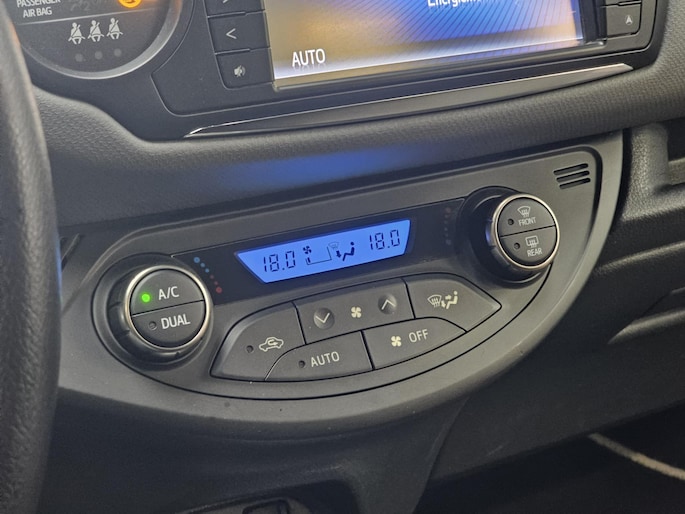 PASSENGER
AIR BAG
AUTO
18.0 18.0
A/C
DUAL
FRONT
REAR
AUTO
OFF